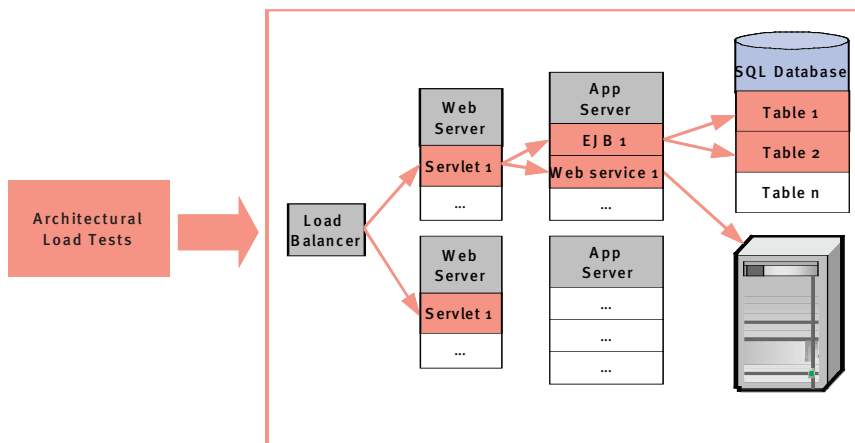 Architectural
Load Tests
Load
Balancer
Web
Server
Servlet 1
...
Web
Server
Servlet 1
...
App
Server
EJB 1
Web service 1
...
App
Server
...
...
...
SQL Database
Table 1
Table 2
Table n